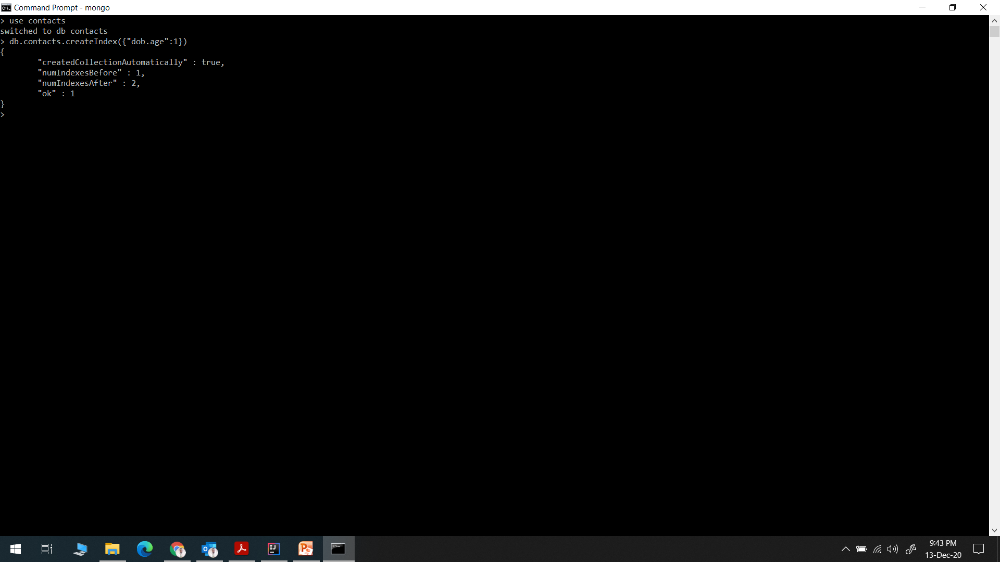 Command Prompt - mongo
> use contacts
switched to db contacts
> db.contacts.createIndex({"dob.age":1})
{
        "createdCollectionAutomatically" : true,
        "numIndexesBefore" : 1,
        "numIndexesAfter" : 2,
        "ok" : 1
}
>
9:43 PM
13-Dec-20